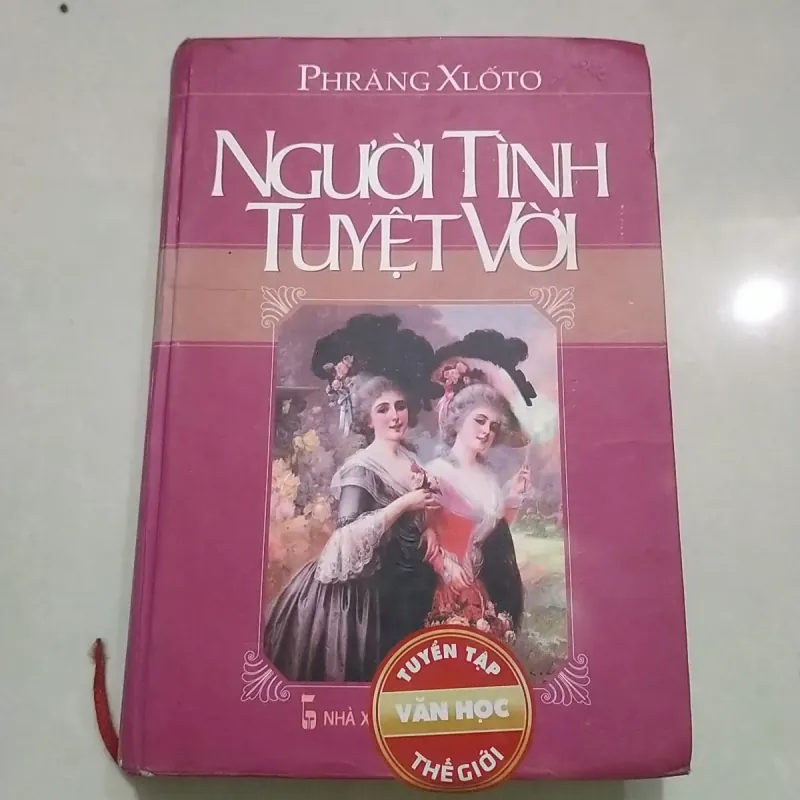 PHRĂNG XLỐTƠ
NGƯỜI TÌNH
TUYỆT VỜI
NHÀ X
TUYỂN TẬP
VĂN HỌC
THẾ GIỚI